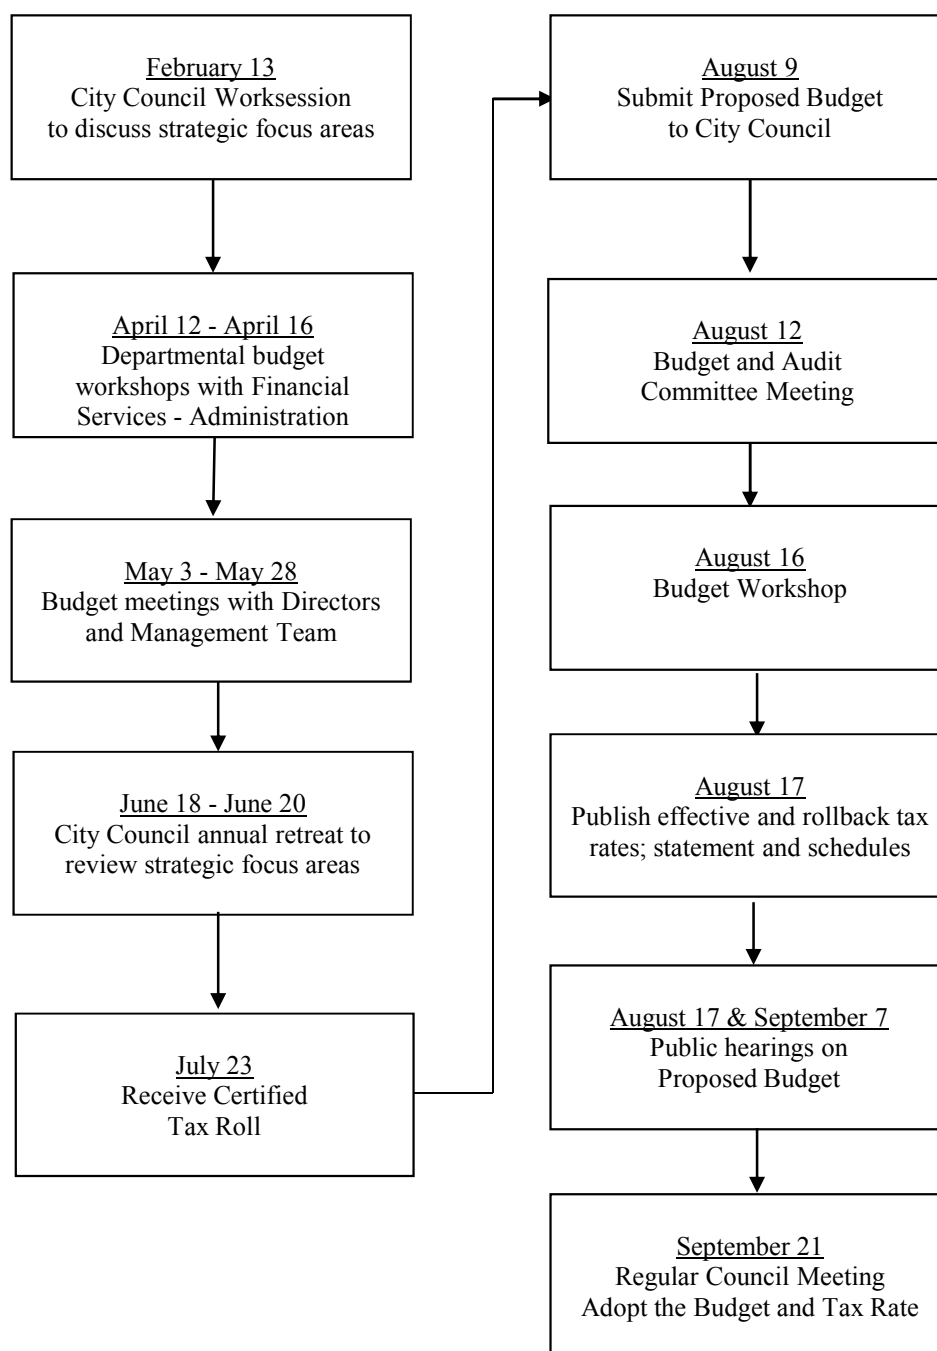 February 13
City Council Worksession
to discuss strategic focus areas
April 12 - April 16
Departmental budget
workshops with Financial
Services - Administration
May 3 - May 28
Budget meetings with Directors
and Management Team
June 18 - June 20
City Council annual retreat to
review strategic focus areas
July 23
Receive Certified
Tax Roll
August 9
Submit Proposed Budget
to City Council
August 12
Budget and Audit
Committee Meeting
August 16
Budget Workshop
August 17
Publish effective and rollback tax
rates; statement and schedules
August 17 & September 7
Public hearings on
Proposed Budget
September 21
Regular Council Meeting
Adopt the Budget and Tax Rate